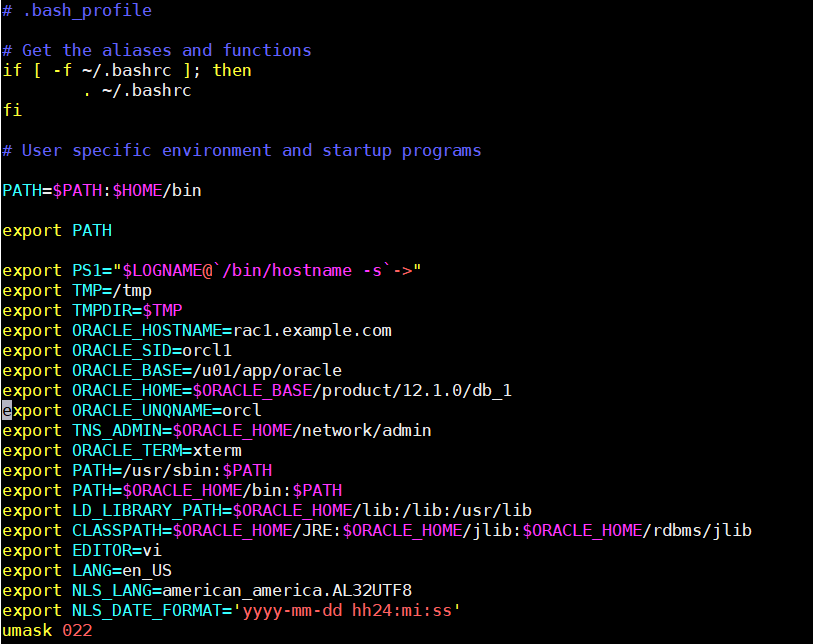 # .bash_profile
# Get the aliases and functions
if [ -f ~/.bashrc ]; then
. ~/.bashrc
fi
# User specific environment and startup programs
PATH=$PATH:$HOME/bin
export PATH
export PS1="$LOGNAME@`/bin/hostname -s`->"
export TMP=/tmp
export TMPDIR=$TMP
export ORACLE_HOSTNAME=rac1.example.com
export ORACLE_SID=orcl1
export ORACLE_BASE=/u01/app/oracle
export ORACLE_HOME=$ORACLE_BASE/product/12.1.0/db_1
export ORACLE_UNQNAME=orcl
export TNS_ADMIN=$ORACLE_HOME/network/admin
export ORACLE_TERM=xterm
export PATH=/usr/sbin:$PATH
export PATH=$ORACLE_HOME/bin:$PATH
export LD_LIBRARY_PATH=$ORACLE_HOME/lib:/lib:/usr/lib
export CLASSPATH=$ORACLE_HOME/JRE:$ORACLE_HOME/jlib:$ORACLE_HOME/rdbms/jlib
export EDITOR=vi
export LANG=en_US
export NLS_LANG=american_america.AL32UTF8
export NLS_DATE_FORMAT='yyyy-mm-dd hh24:mi:ss'
umask 022